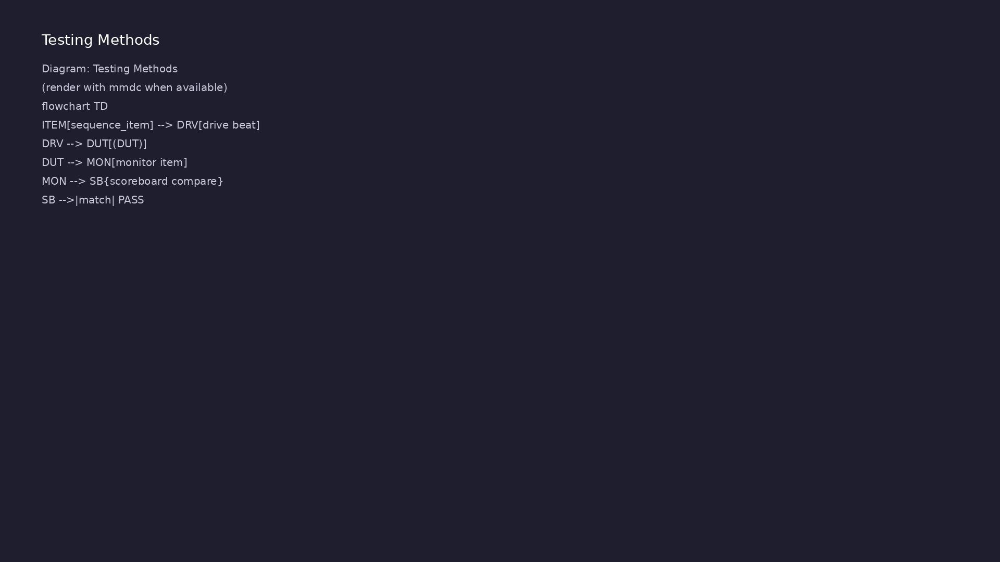 Testing Methods
Diagram: Testing Methods
(render with mmdc when available)
flowchart TD
ITEM[sequence_item] --> DRV[drive beat]
DRV --> DUT[(DUT)]
DUT --> MON[monitor item]
MON --> SB{scoreboard compare}
SB -->|match| PASS